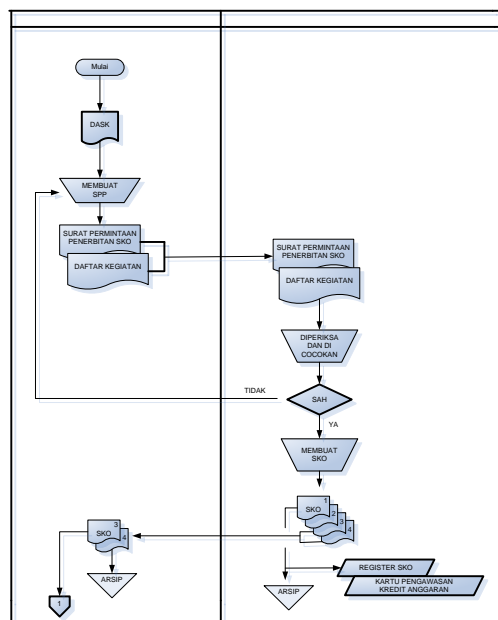 Mulai
DASK
MEMBUAT
SPP
SURAT PERMINTAAN
PENERBITAN SKO
DAFTAR KEGIATAN
SURAT PERMINTAAN
PENERBITAN SKO
DAFTAR KEGIATAN
DIPERIKSA
DAN DI
COCOKAN
TIDAK
SAH
YA
MEMBUAT
SKO
1
SKO
2
3
4
3
SKO
4
ARSIP
1
REGISTER SKO
KARTU PENGAWASAN
KREDIT ANGGARAN
ARSIP